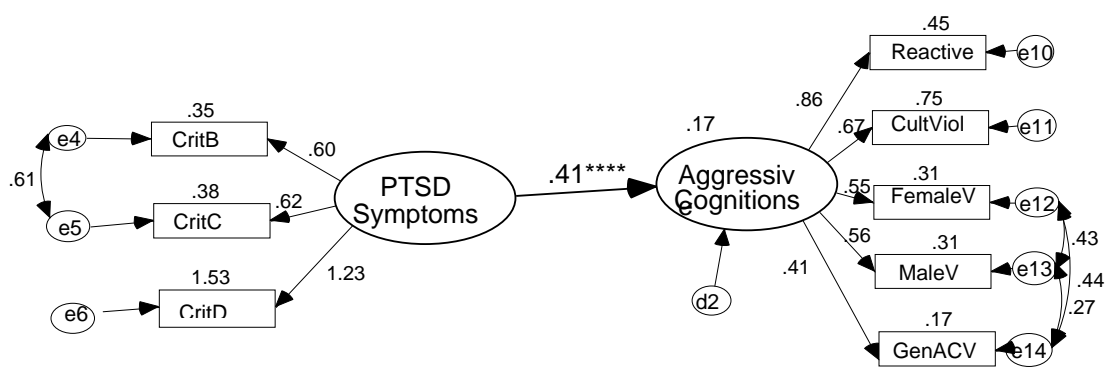 .45
Reactive
e10
.86
.35
.75
e4
CritB
.17
.67
CultViol
e11
.60
.61
.41****
PTSD
Symptoms
Aggressiv
e
Cognitions
.31
.55
FemaleV
e12
.38
.62
e5
CritC
.43
.56
.31
MaleV
e13
.44
1.53
1.23
.41
.27
e6
CritD
d2
.17
GenACV
e14